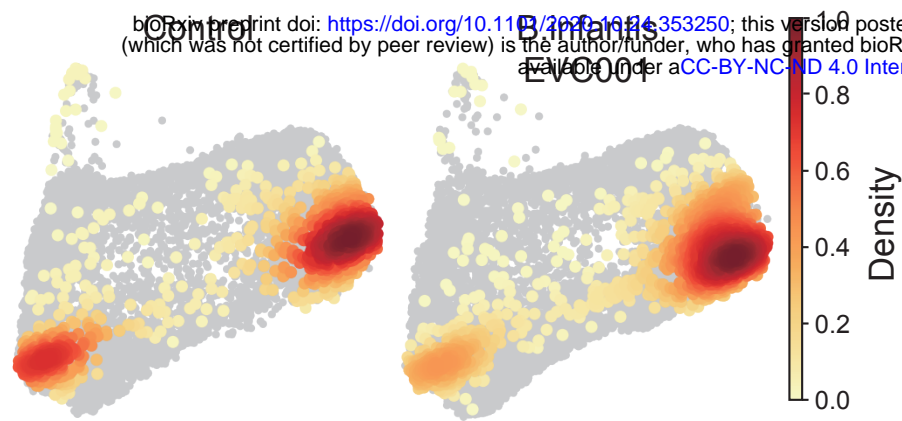 bioRxiv preprint doi: https://doi.org/10.1101/2020.10.24.353250; this version poste
(which was not certified by peer review) is the author/funder, who has granted bioR
available under aCC-BY-NC-ND 4.0 Inter
Control
B.infantis
EVC001
1.0
0.8
0.6
0.4
0.2
0.0
Density